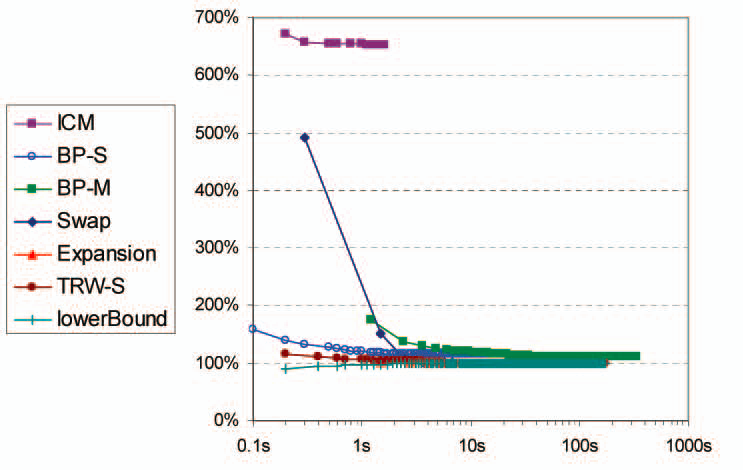 700%
600%
500%
400%
300%
200%
100%
0%
0.1s 1s 10s 100s 1000s
ICM
BP-S
BP-M
Swap
Expansion
TRW-S
lowerBound